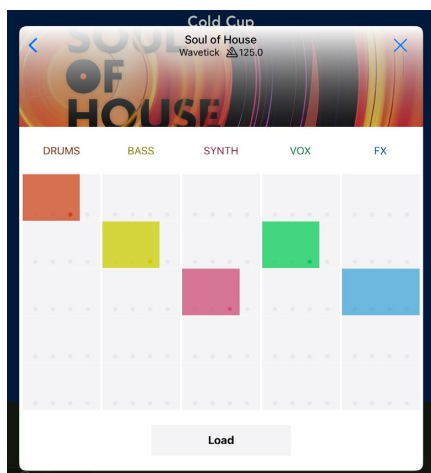 Cold Cup
Soul of House
Wavetick 125.0
SOUL
OF
HOUSE
DRUMS BASS SYNTH VOX FX
Load